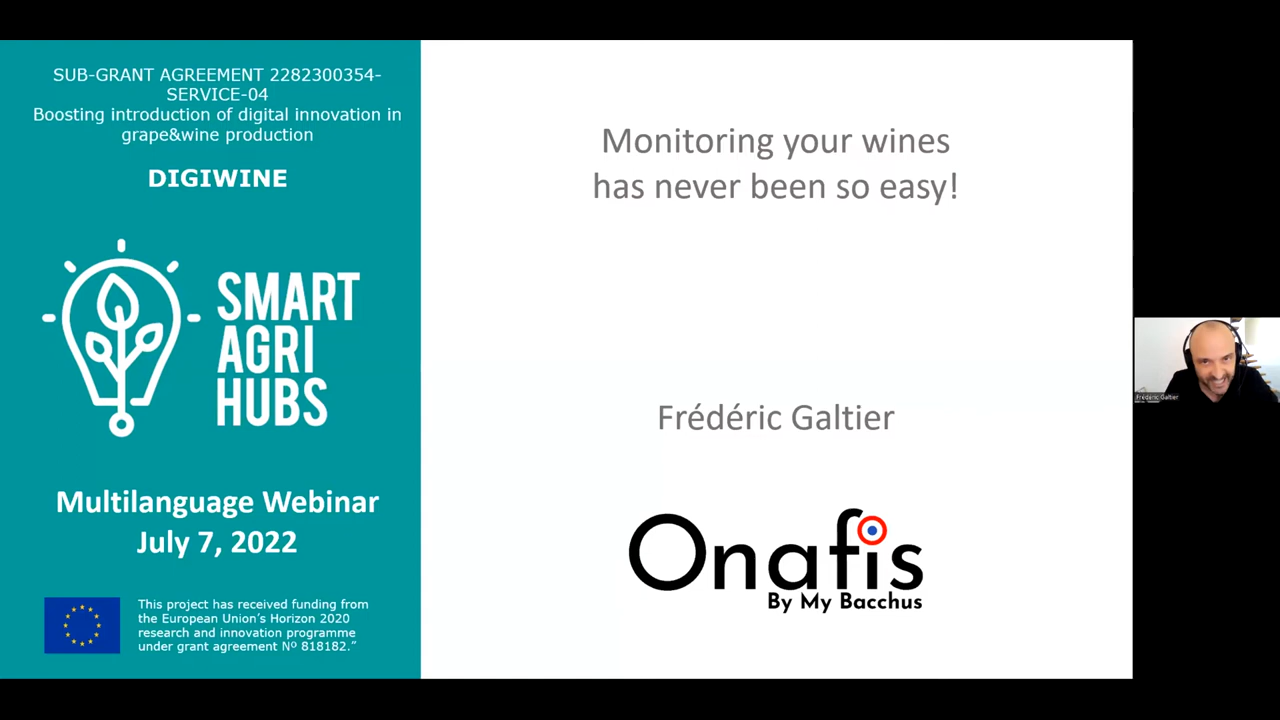 SUB-GRANT AGREEMENT 2282300354-
SERVICE-04
Boosting introduction of digital innovation in
grape&wine production
DIGIWINE
SMART
AGRI
HUBS
Multilanguage Webinar
July 7, 2022
This project has received funding from
the European Union's Horizon 2020
research and innovation programme
under grant agreement Nº 818182.”
Monitoring your wines
has never been so easy!
Frédéric Galtier
Onafis
By My Bacchus
Frédéric Galtier